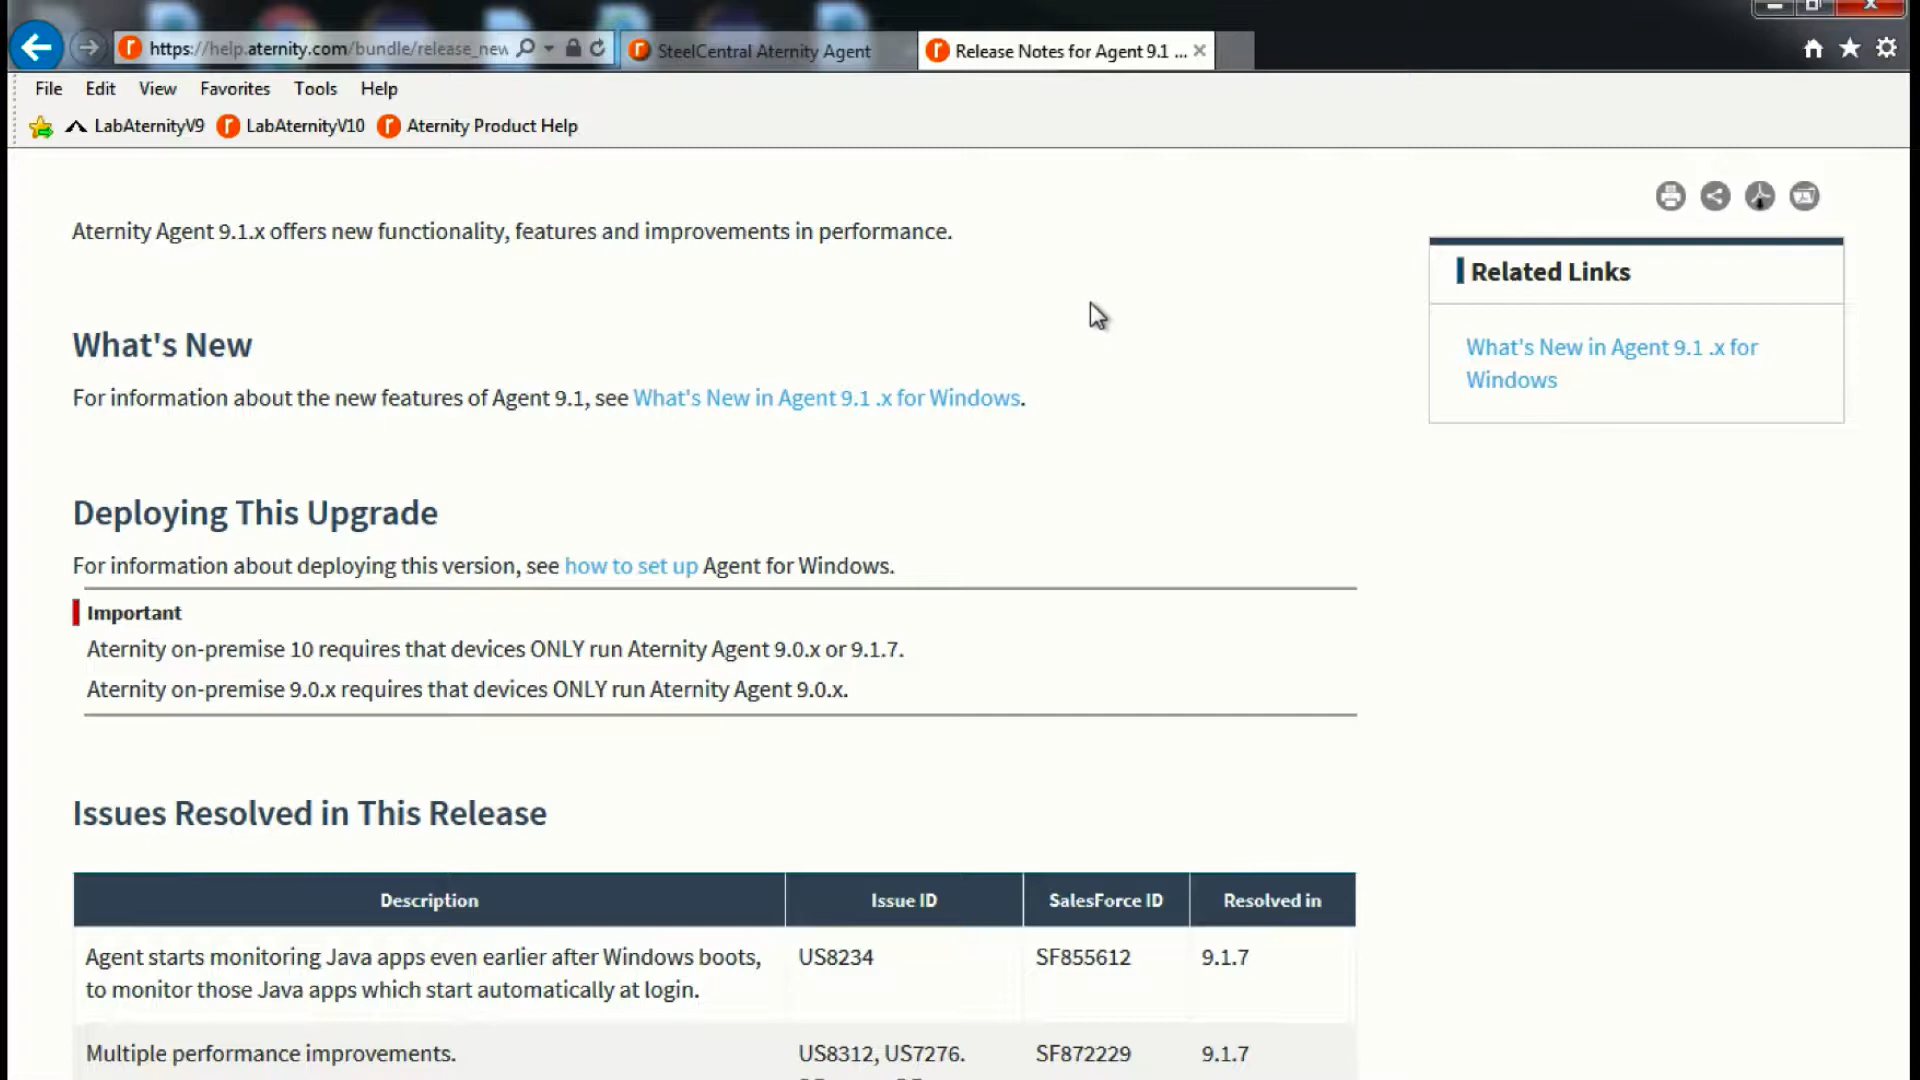 https://help.aternity.com/bundle/release_new
SteelCentral Aternity Agent
Release Notes for Agent 9.1 ...
File Edit View Favorites Tools Help
LabAternityV9 LabAternityV10 Aternity Product Help
Aternity Agent 9.1.x offers new functionality, features and improvements in performance.
Related Links
What's New in Agent 9.1 .x for
Windows
What's New
For information about the new features of Agent 9.1, see What's New in Agent 9.1 .x for Windows.
Deploying This Upgrade
For information about deploying this version, see how to set up Agent for Windows.
Important
Aternity on-premise 10 requires that devices ONLY run Aternity Agent 9.0.x or 9.1.7.
Aternity on-premise 9.0.x requires that devices ONLY run Aternity Agent 9.0.x.
Issues Resolved in This Release
Description Issue ID SalesForce ID Resolved in
Agent starts monitoring Java apps even earlier after Windows boots, US8234 SF855612 9.1.7
to monitor those Java apps which start automatically at login.
Multiple performance improvements. US8312, US7276. SF872229 9.1.7